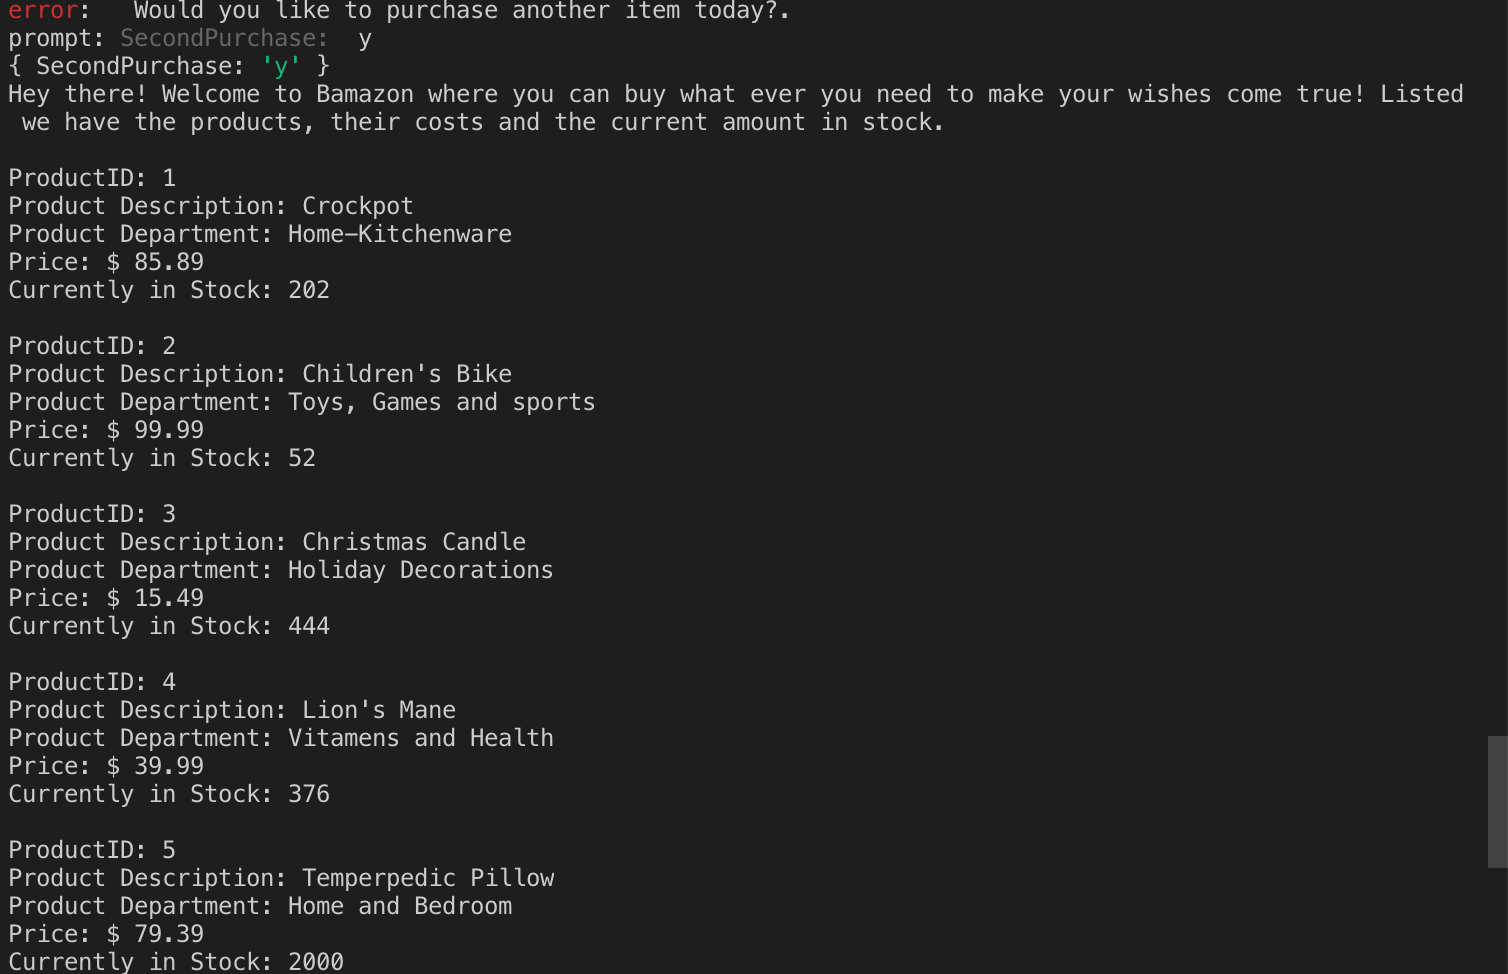 error:   Would you like to purchase another item today?.
prompt: SecondPurchase:  y
{ SecondPurchase: 'y' }
Hey there! Welcome to Bamazon where you can buy what ever you need to make your wishes come true! Listed
 we have the products, their costs and the current amount in stock.

ProductID: 1
Product Description: Crockpot
Product Department: Home-Kitchenware
Price: $ 85.89
Currently in Stock: 202

ProductID: 2
Product Description: Children's Bike
Product Department: Toys, Games and sports
Price: $ 99.99
Currently in Stock: 52

ProductID: 3
Product Description: Christmas Candle
Product Department: Holiday Decorations
Price: $ 15.49
Currently in Stock: 444

ProductID: 4
Product Description: Lion's Mane
Product Department: Vitamens and Health
Price: $ 39.99
Currently in Stock: 376

ProductID: 5
Product Description: Temperpedic Pillow
Product Department: Home and Bedroom
Price: $ 79.39
Currently in Stock: 2000